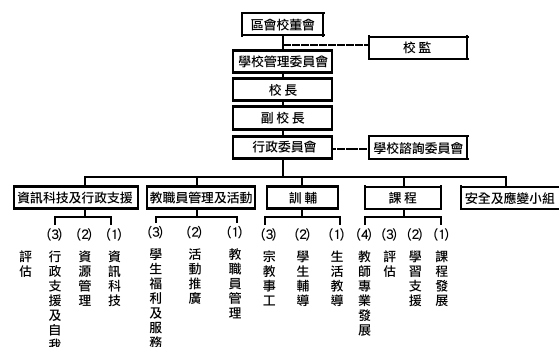 區會校董會
校監
學校管理委員會
校長
副校長
行政委員會
學校諮詢委員會
資訊科技及行政支援
教職員管理及活動
訓輔
課程
安全及應變小組
(3) 行政支援及自我
評估
(2) 資源管理
(1) 資訊科技
(3) 學生福利及服務
(2) 活動推廣
(1) 教職員管理
(3) 宗教事工
(2) 學生輔導
(1) 生活教導
(4) 教師專業發展
(3) 評估
(2) 學習支援
(1) 課程發展